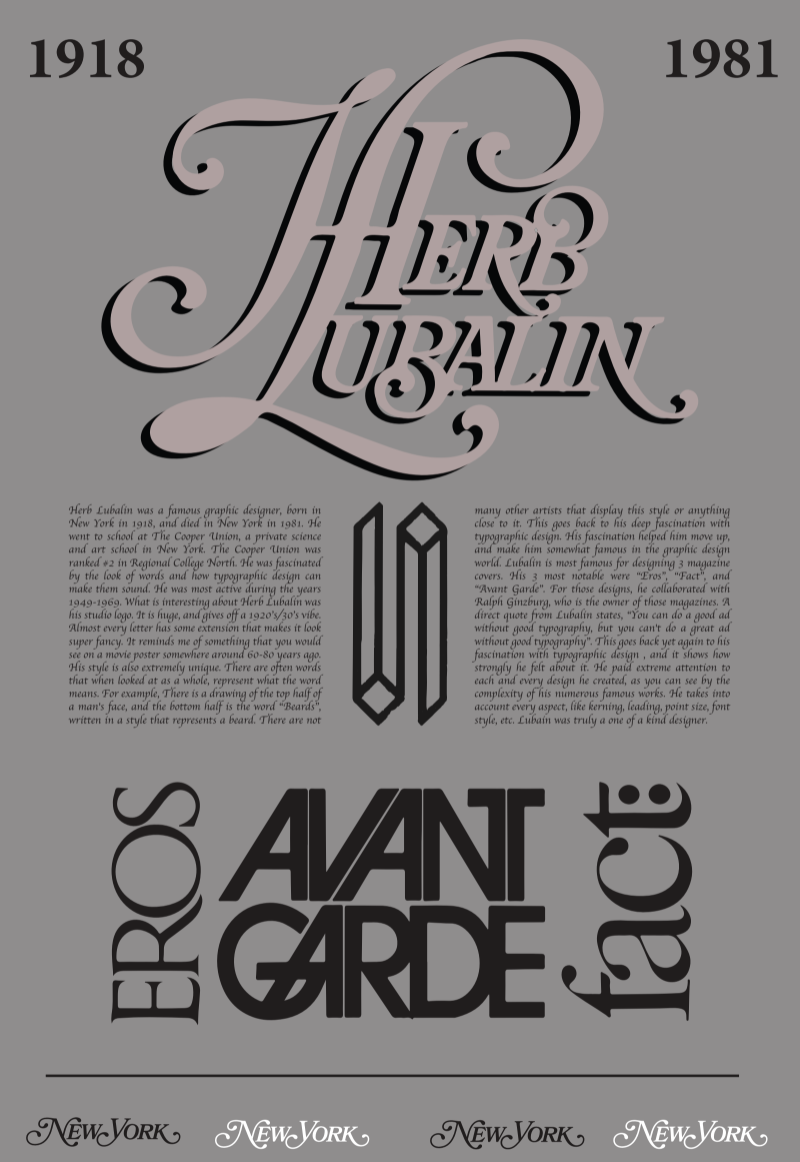 1918
1981
HERB
LUBALIN
Herb Lubalin was a famous graphic designer, born in
New York in 1918, and died in New York in 1981. He
went to school at The Cooper Union, a private science
and art school in New York. The Cooper Union was
ranked #2 in Regional College North. He was fascinated
by the look of words and how typographic design can
make them sound. He was most active during the years
1949-1969. What is interesting about Herb Lubalin was
his studio logo. It is huge, and gives off a 1920's/30's vibe.
Almost every letter has some extension that makes it look
super fancy. It reminds me of something that you would
see on a movie poster somewhere around 60-80 years ago.
His style is also extremely unique. There are often words
that when looked at as a whole, represent what the word
means. For example, There is a drawing of the top half of
a man's face, and the bottom half is the word "Beards",
written in a style that represents a beard. There are not
many other artists that display this style or anything
close to it. This goes back to his deep fascination with
typographic design. His fascination helped him move up,
and make him somewhat famous in the graphic design
world. Lubalin is most famous for designing 3 magazine
covers. His 3 most notable were "Eros", "Fact", and
"Avant Garde". For those designs, he collaborated with
Ralph Ginzburg, who is the owner of those magazines. A
direct quote from Lubalin states, "You can do a good ad
without good typography, but you can't do a great ad
without good typography". This goes back yet again to his
fascination with typographic design , and it shows how
strongly he felt about it. He paid extreme attention to
each and every design he created, as you can see by the
complexity of his numerous famous works. He takes into
account every aspect, like kerning, leading, point size, font
style, etc. Lubain was truly a one of a kind designer.
EROS
AVANT
GARDE
fact:
NEW YORK
NEW YORK
NEW YORK
NEW YORK